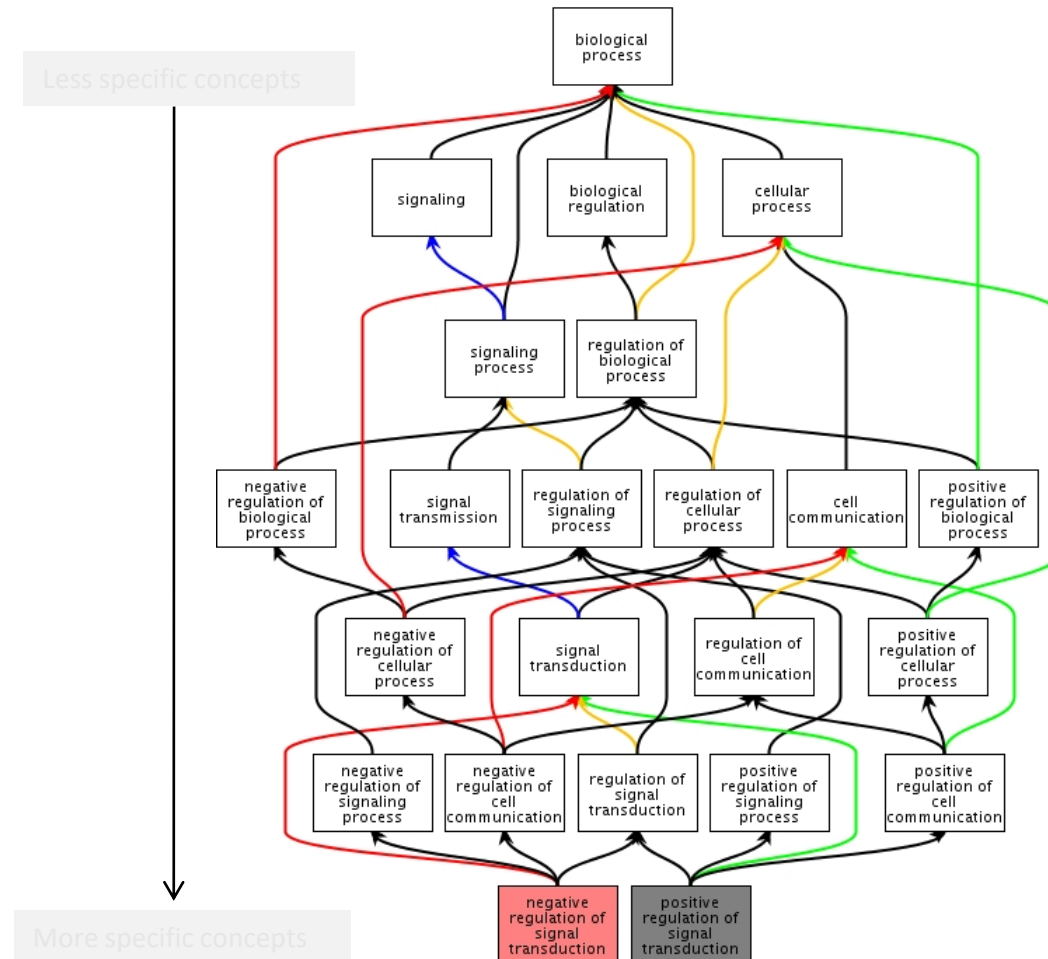 biological
process
Less specific concepts
signaling
biological
regulation
cellular
process
signaling
process
regulation of
biological
process
negative
regulation of
biological
process
signal
transmission
regulation of
signaling
process
regulation of
cellular
process
cell
communication
positive
regulation of
biological
process
negative
regulation of
cellular
process
signal
transduction
regulation of
cell
communication
positive
regulation of
cellular
process
negative
regulation of
signaling
process
negative
regulation of
cell
communication
regulation of
signal
transduction
positive
regulation of
signaling
process
positive
regulation of
cell
communication
negative
regulation of
signal
transduction
positive
regulation of
signal
transduction
More specific concepts